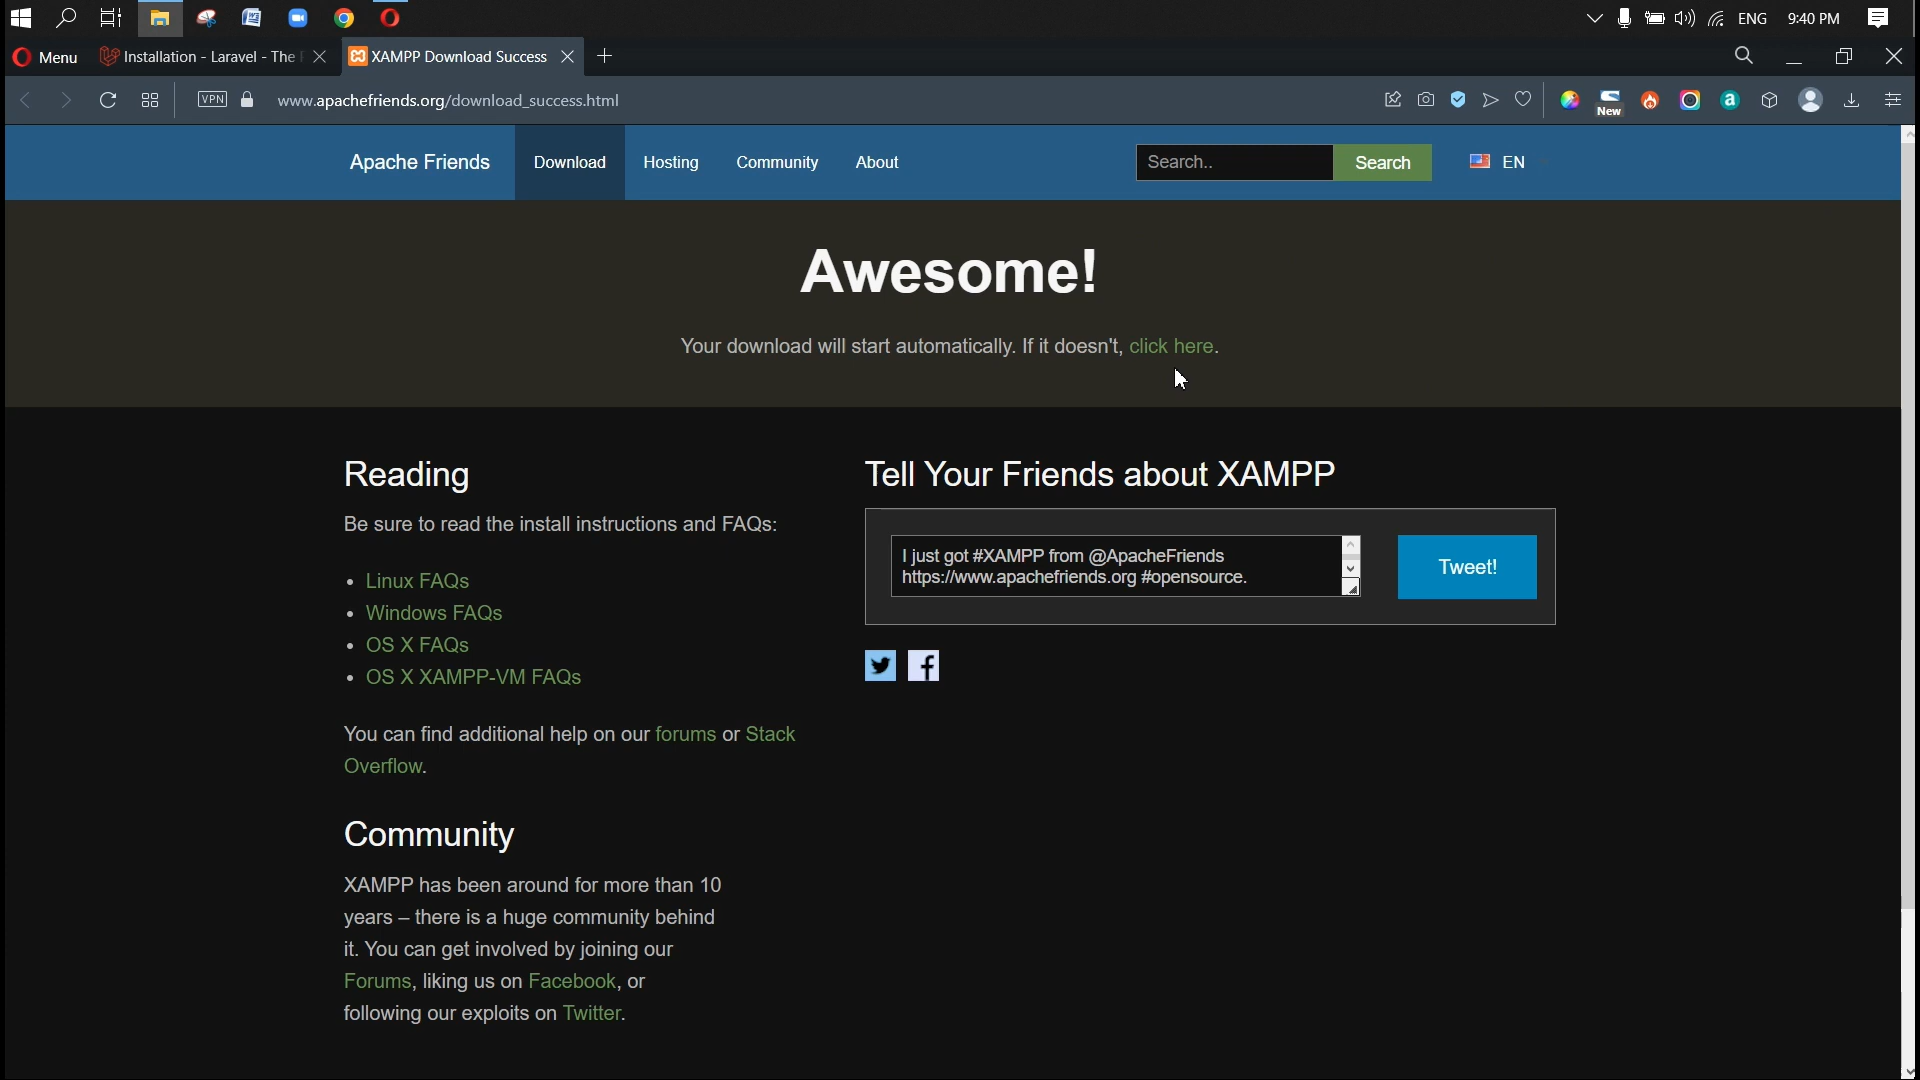 ENG 9:40 PM
Menu Installation - Laravel - The XAMPP Download Success
VPN www.apachefriends.org/download_success.html New
Apache Friends Download Hosting Community About Search.. Search EN
Awesome!
Your download will start automatically. If it doesn't, click here.
Reading
Be sure to read the install instructions and FAQs:
• Linux FAQs
• Windows FAQs
• OS X FAQs
• OS X XAMPP-VM FAQs
You can find additional help on our forums or Stack
Overflow.
Community
XAMPP has been around for more than 10
years – there is a huge community behind
it. You can get involved by joining our
Forums, liking us on Facebook, or
following our exploits on Twitter.
Tell Your Friends about XAMPP
I just got #XAMPP from @ApacheFriends
https://www.apachefriends.org #opensource.
Tweet!